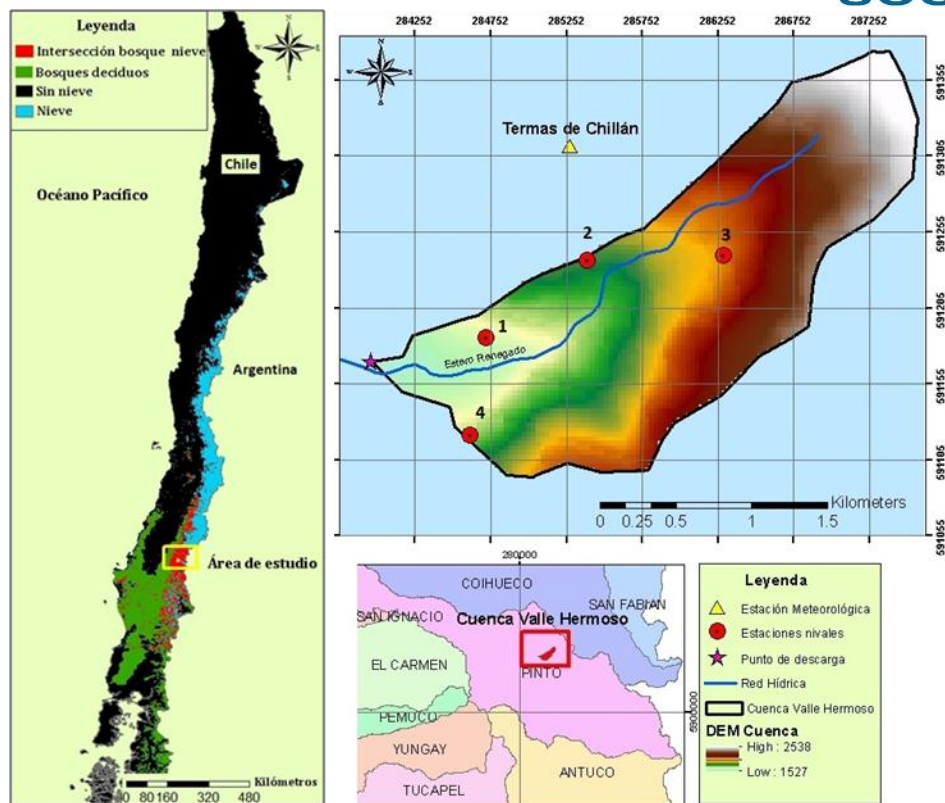 Leyenda
Intersección bosque nieve
Bosques deciduos
Sin nieve
Nieve
Chile
Océano Pacífico
Argentina
Área de estudio
Kilómetros
80 160 320 480
284252 284752 285252 285752 286252 286752 287252
591355
591305
591255
591205
591155
591105
591055
N
Termas de Chillán
2
3
1
Estero Renegado
4
Kilometers
0 0.25 0.5 1 1.5
280000
COIHUECO
SAN FABIAN
SAN IGNACIO
Cuenca Valle Hermoso
EL CARMEN
PINTO
PEMUCO
YUNGAY
ANTUCO
TUCAPEL
Leyenda
Estación Meteorológica
Estaciones nivales
Punto de descarga
Red Hídrica
Cuenca Valle Hermoso
DEM Cuenca
High : 2538
Low : 1527